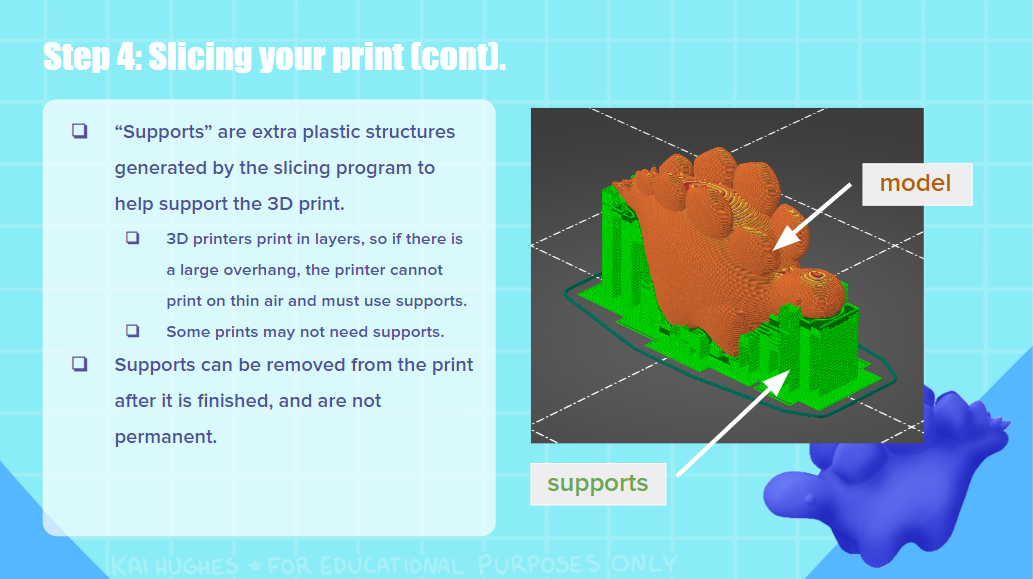 Step 4: Slicing your print (cont).
❏ “Supports” are extra plastic structures
generated by the slicing program to
help support the 3D print.
❏ 3D printers print in layers, so if there is
a large overhang, the printer cannot
print on thin air and must use supports.
❏ Some prints may not need supports.
❏ Supports can be removed from the print
after it is finished, and are not
permanent.
model
supports
KAI HUGHES ★ FOR EDUCATIONAL PURPOSES ONLY